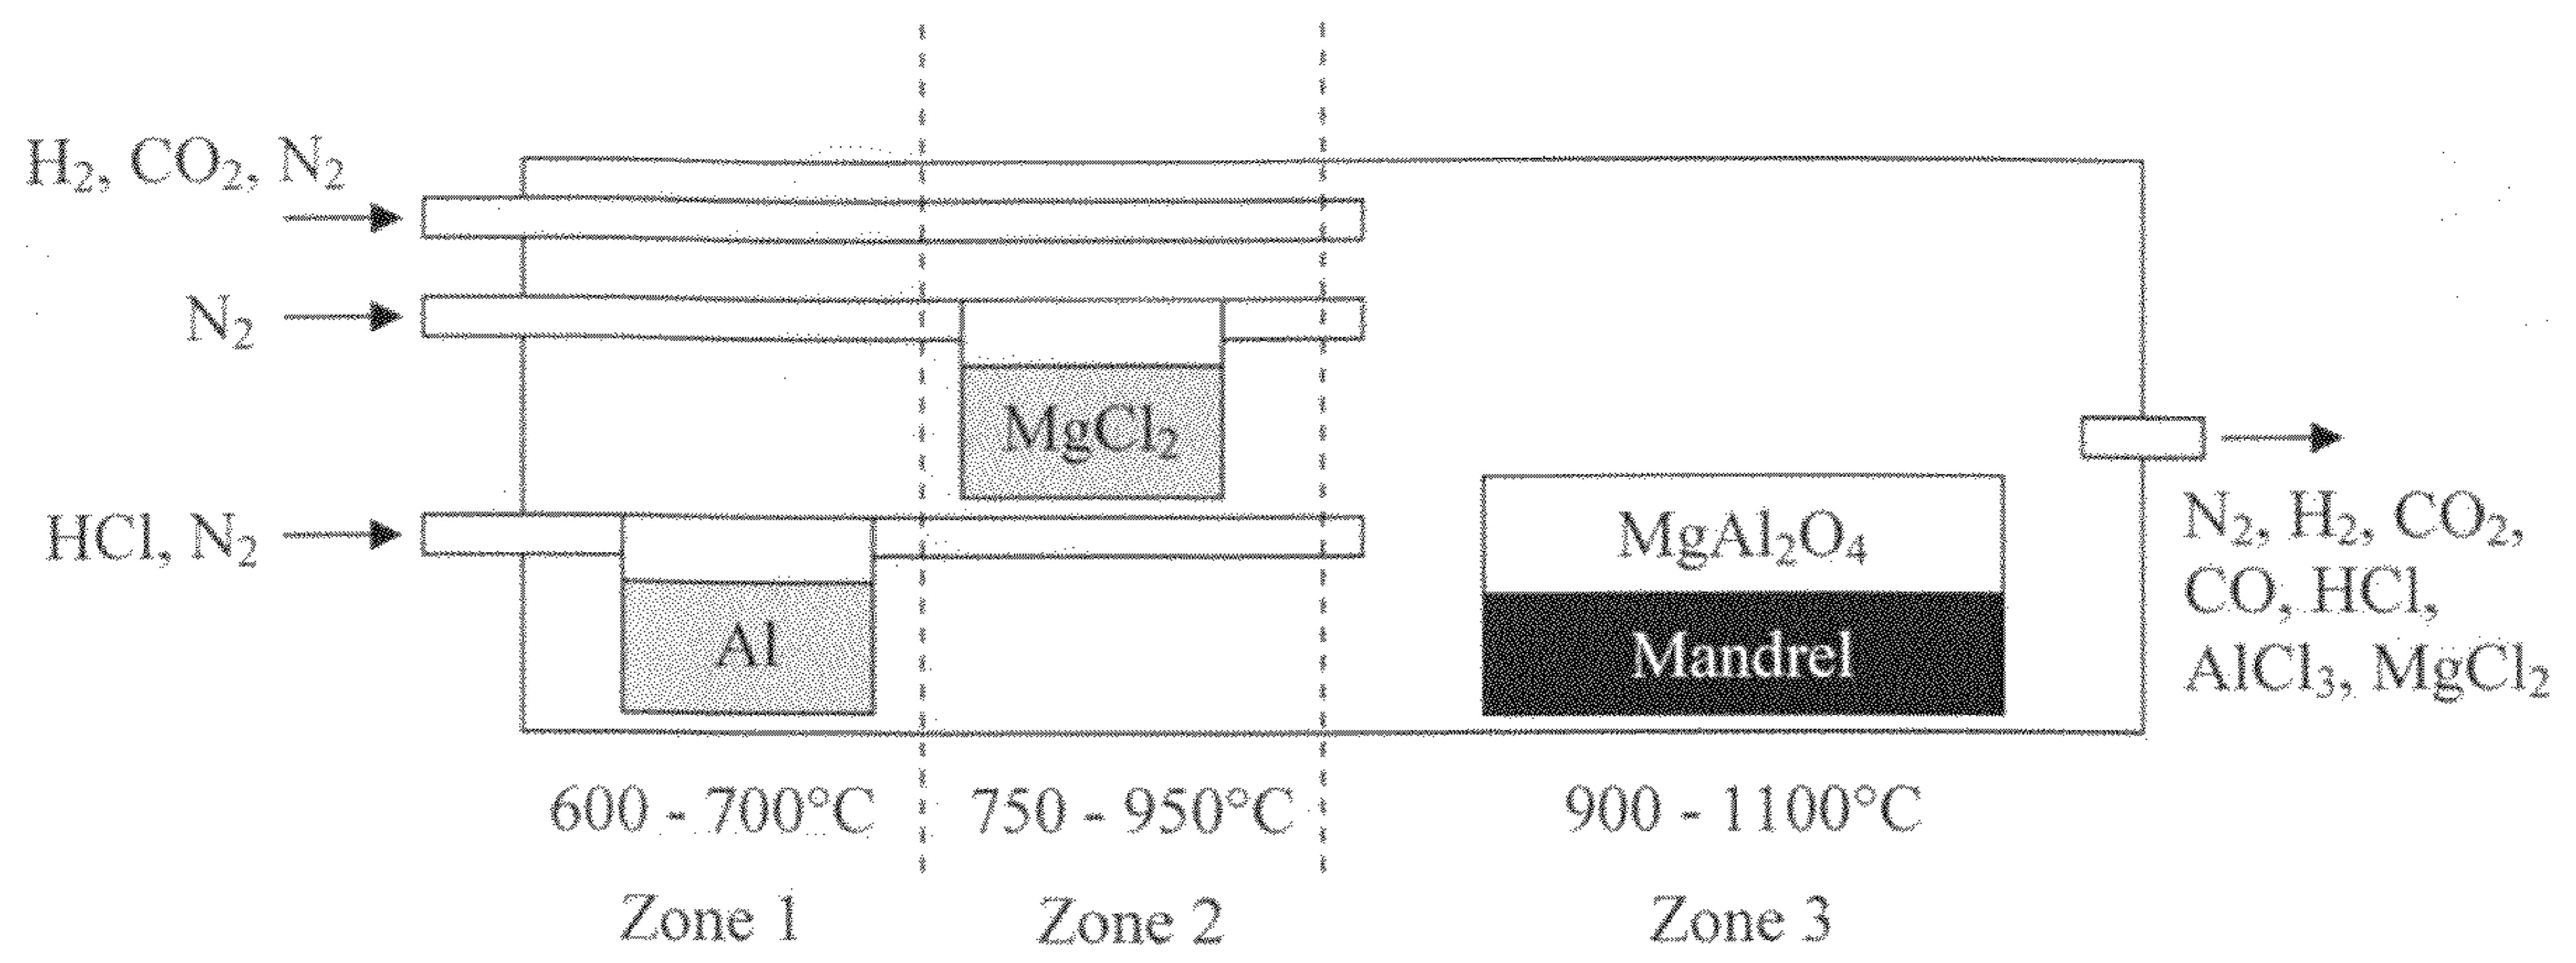 H₂, CO₂, N₂
N₂
MgCl₂
HCl, N₂
Al
MgAl₂O₄
Mandrel
N₂, H₂, CO₂,
CO, HCl,
AlCl₃, MgCl₂
600 - 700°C
750 - 950°C
900 - 1100°C
Zone 1
Zone 2
Zone 3